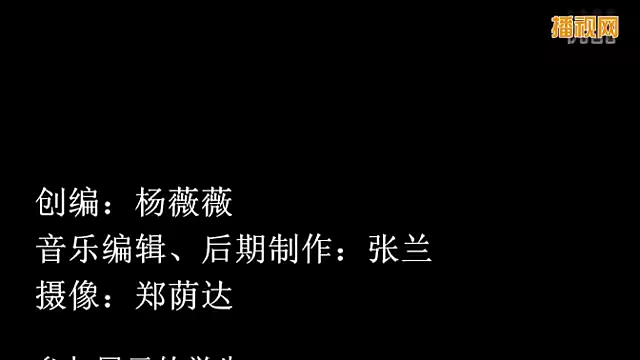 播视网
创编：杨薇薇
音乐编辑、后期制作：张兰
摄像：郑荫达